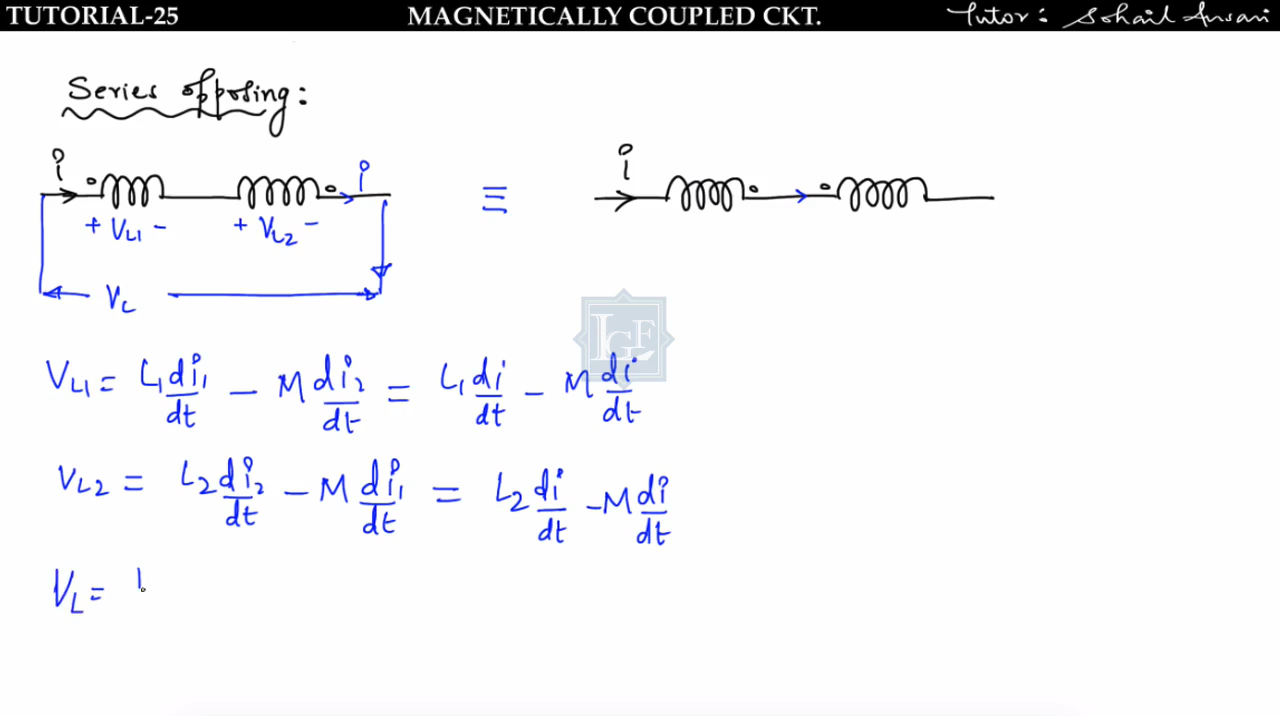 TUTORIAL-25 MAGNETICALLY COUPLED CKT. Tutor: Sohail Ansari
Series opposing:
i i ≡ i
+ VL1 - + VL2 -
VL
LGE
VL1 = L1 di1/dt - M di2/dt = L1 di/dt - M di/dt
VL2 = L2 di2/dt - M di1/dt = L2 di/dt - M di/dt
VL =